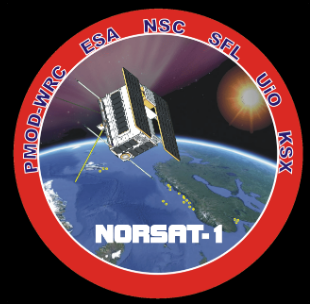 PMOD-WRC ESA NSC SFL UiO KSX
NORSAT-1